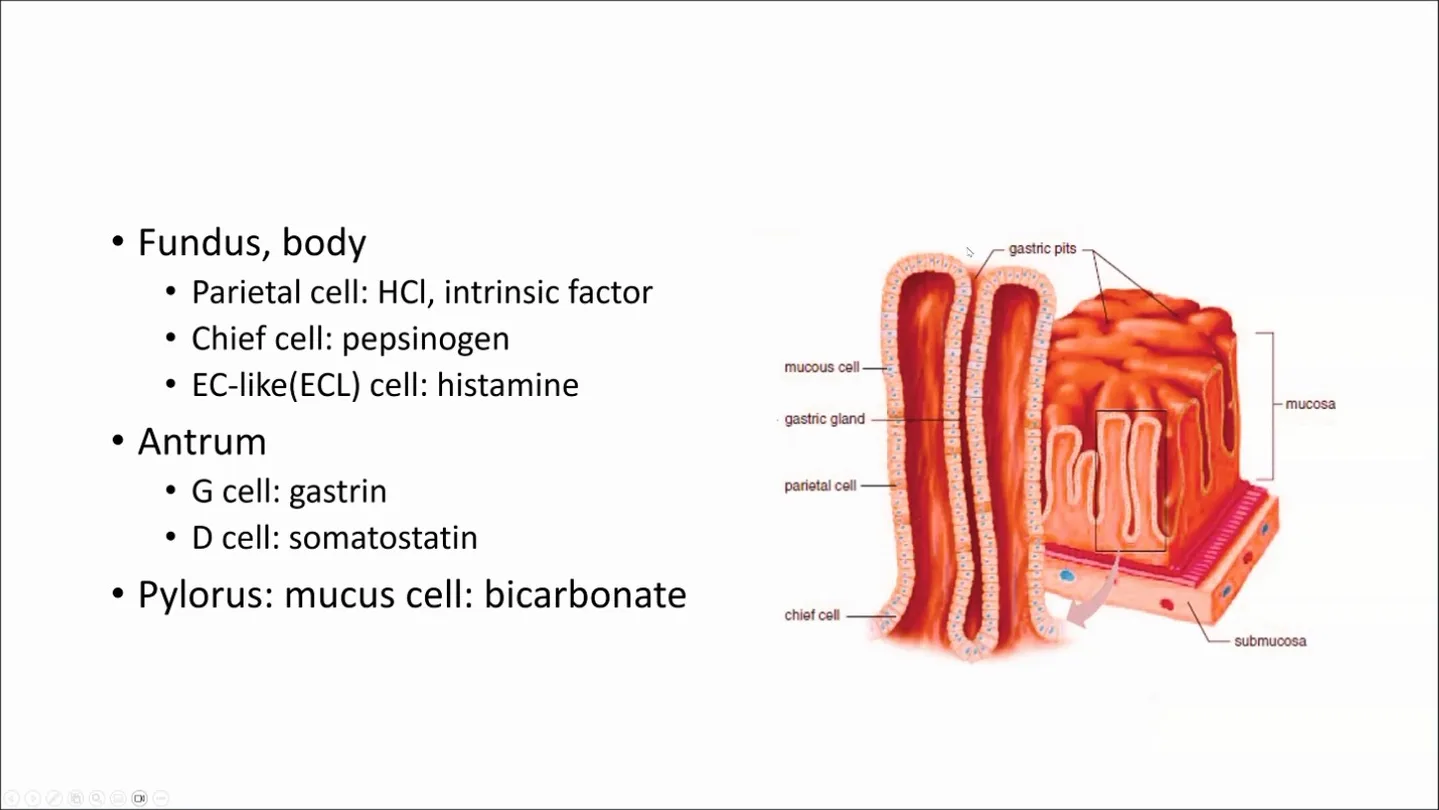 • Fundus, body
• Parietal cell: HCl, intrinsic factor
• Chief cell: pepsinogen
• EC-like(ECL) cell: histamine
• Antrum
• G cell: gastrin
• D cell: somatostatin
• Pylorus: mucus cell: bicarbonate
gastric pits
mucous cell
gastric gland
parietal cell
chief cell
mucosa
submucosa